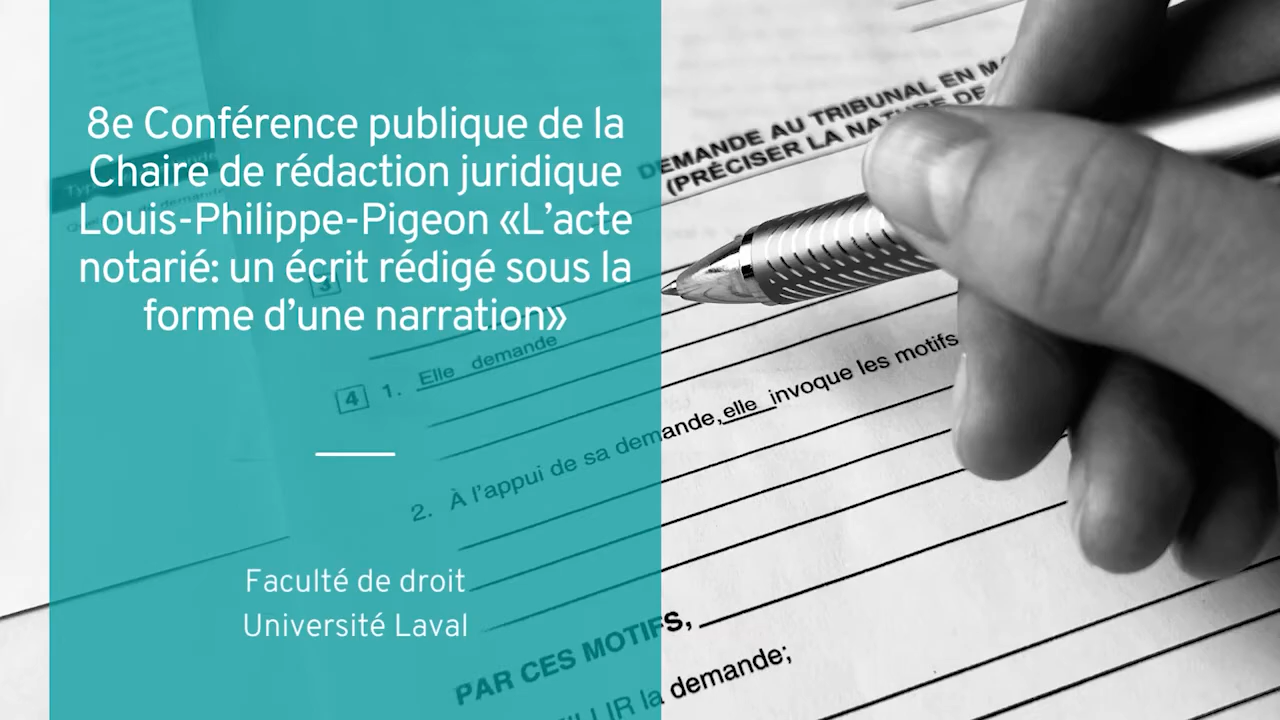 8e Conférence publique de la
Chaire de rédaction juridique
Louis-Philippe-Pigeon «L’acte
notarié: un écrit rédigé sous la
forme d’une narration»
Faculté de droit
Université Laval
DEMANDE AU TRIBUNAL EN
(PRÉCISER LA NATURE DE
3
4 1. Elle demande
2. À l'appui de sa demande, elle invoque les motifs
PAR CES MOTIFS,
la demande;